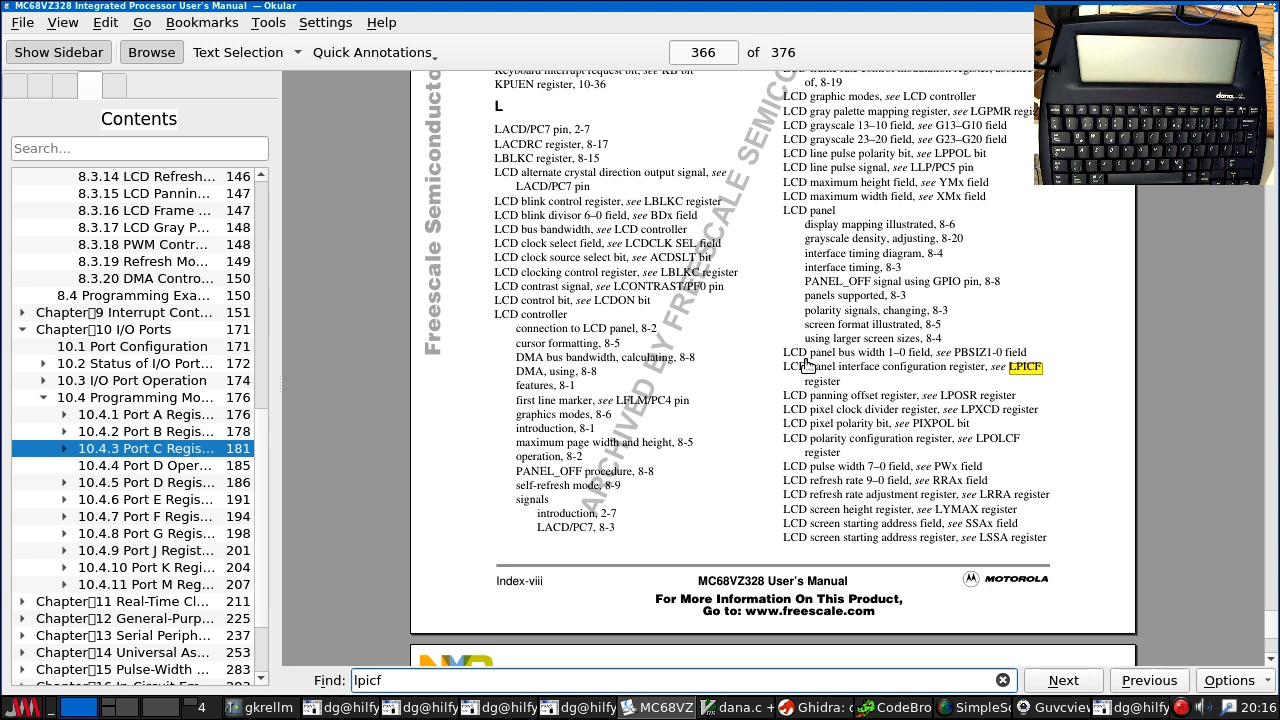 MC68VZ328 Integrated Processor User's Manual — Okular
File View Edit Go Bookmarks Tools Settings Help
Show Sidebar Browse Text Selection Quick Annotations 366 of 376
Contents
Search...
8.3.14 LCD Refresh... 146
8.3.15 LCD Pannin... 147
8.3.16 LCD Frame ... 147
8.3.17 LCD Gray P... 148
8.3.18 PWM Contr... 148
8.3.19 Refresh Mo... 149
8.3.20 DMA Contro... 150
8.4 Programming Exa... 150
Chapter 9 Interrupt Cont... 151
Chapter 10 I/O Ports 171
10.1 Port Configuration 171
10.2 Status of I/O Port... 172
10.3 I/O Port Operation 174
10.4 Programming Mo... 176
10.4.1 Port A Regis... 176
10.4.2 Port B Regis... 178
10.4.3 Port C Regis... 181
10.4.4 Port D Oper... 185
10.4.5 Port D Regis... 186
10.4.6 Port E Regis... 191
10.4.7 Port F Regis... 194
10.4.8 Port G Regis... 198
10.4.9 Port J Regist... 201
10.4.10 Port K Reg... 204
10.4.11 Port M Reg... 207
Chapter 11 Real-Time Cl... 211
Chapter 12 General-Purp... 225
Chapter 13 Serial Periph... 237
Chapter 14 Universal As... 253
Chapter 15 Pulse-Width ... 283
Freescale Semiconducto
ARCHIVED BY FREESCALE SEMICO
Keyboard interrupt request bit, see KB bit
KPUEN register, 10-36
L
LACD/PC7 pin, 2-7
LACDRC register, 8-17
LBLKC register, 8-15
LCD alternate crystal direction output signal, see
LACD/PC7 pin
LCD blink control register, see LBLKC register
LCD blink divisor 6–0 field, see BDx field
LCD bus bandwidth, see LCD controller
LCD clock select field, see LCDCLK SEL field
LCD clock source select bit, see ACDSLT bit
LCD clocking control register, see LBLKC register
LCD contrast signal, see LCONTRAST/PF0 pin
LCD control bit, see LCDON bit
LCD controller
connection to LCD panel, 8-2
cursor formatting, 8-5
DMA bus bandwidth, calculating, 8-8
DMA, using, 8-8
features, 8-1
first line marker, see LFLM/PC4 pin
graphics modes, 8-6
introduction, 8-1
maximum page width and height, 8-5
operation, 8-2
PANEL_OFF procedure, 8-8
self-refresh mode, 8-9
signals
introduction, 2-7
LACD/PC7, 8-3
of, 8-19
LCD graphic modes, see LCD controller
LCD gray palette mapping register, see LGPMR regis
LCD grayscale 13–10 field, see G13–G10 field
LCD grayscale 23–20 field, see G23–G20 field
LCD line pulse polarity bit, see LPPOL bit
LCD line pulse signal, see LLP/PC5 pin
LCD maximum height field, see YMx field
LCD maximum width field, see XMx field
LCD panel
display mapping illustrated, 8-6
grayscale density, adjusting, 8-20
interface timing diagram, 8-4
interface timing, 8-3
PANEL_OFF signal using GPIO pin, 8-8
panels supported, 8-3
polarity signals, changing, 8-3
screen format illustrated, 8-5
using larger screen sizes, 8-4
LCD panel bus width 1–0 field, see PBSIZ1-0 field
LCD panel interface configuration register, see LPICF
register
LCD panning offset register, see LPOSR register
LCD pixel clock divider register, see LPXCD register
LCD pixel polarity bit, see PIXPOL bit
LCD polarity configuration register, see LPOLCF
register
LCD pulse width 7–0 field, see PWx field
LCD refresh rate 9–0 field, see RRAx field
LCD refresh rate adjustment register, see LRRA register
LCD screen height register, see LYMAX register
LCD screen starting address field, see SSAx field
LCD screen starting address register, see LSSA register
Index-viii MC68VZ328 User's Manual MOTOROLA
For More Information On This Product,
Go to: www.freescale.com
dana
Find: lpicf Next Previous Options
4 gkrellm dg@hilfy dg@hilfy dg@hilfy dg@hilfy MC68VZ dana.c + Ghidra: c CodeBro SimpleS Guvcview dg@hilfy 20:16